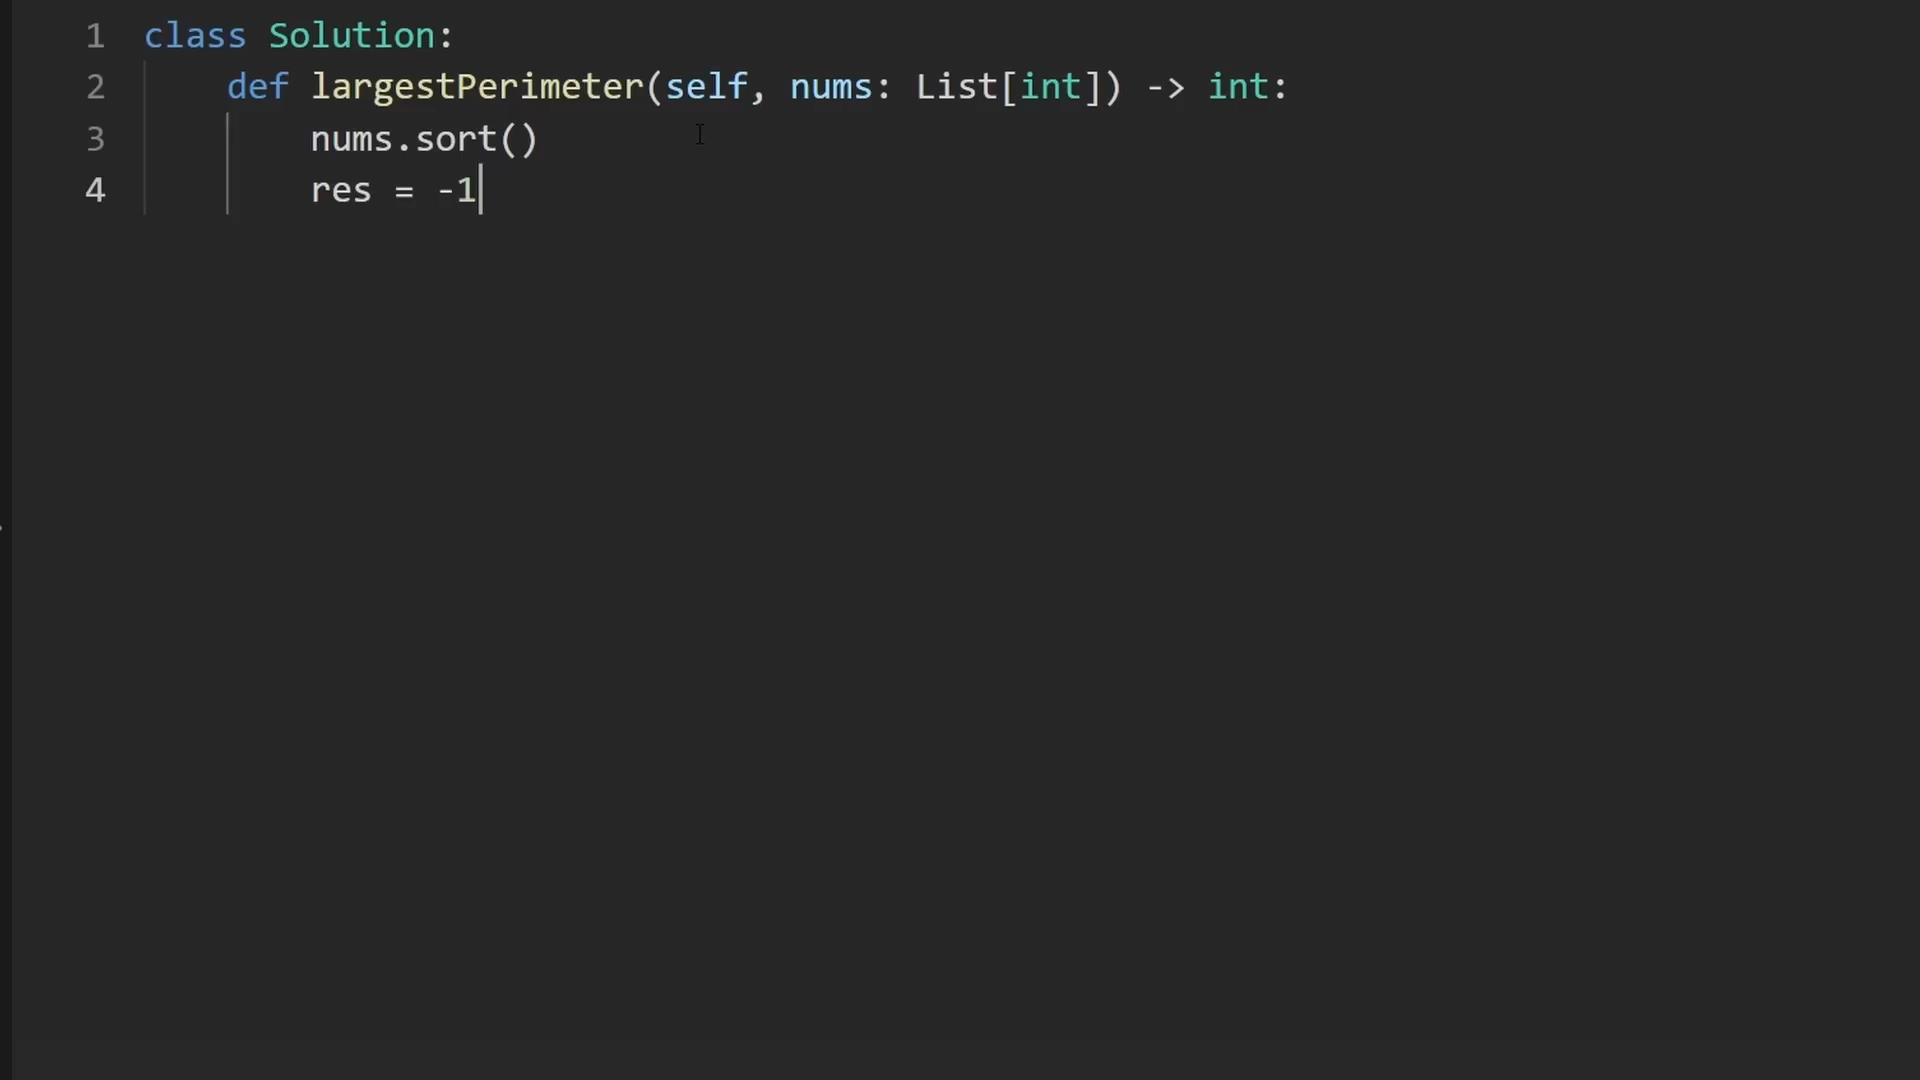 1 class Solution:
2 def largestPerimeter(self, nums: List[int]) -> int:
3 nums.sort()
4 res = -1